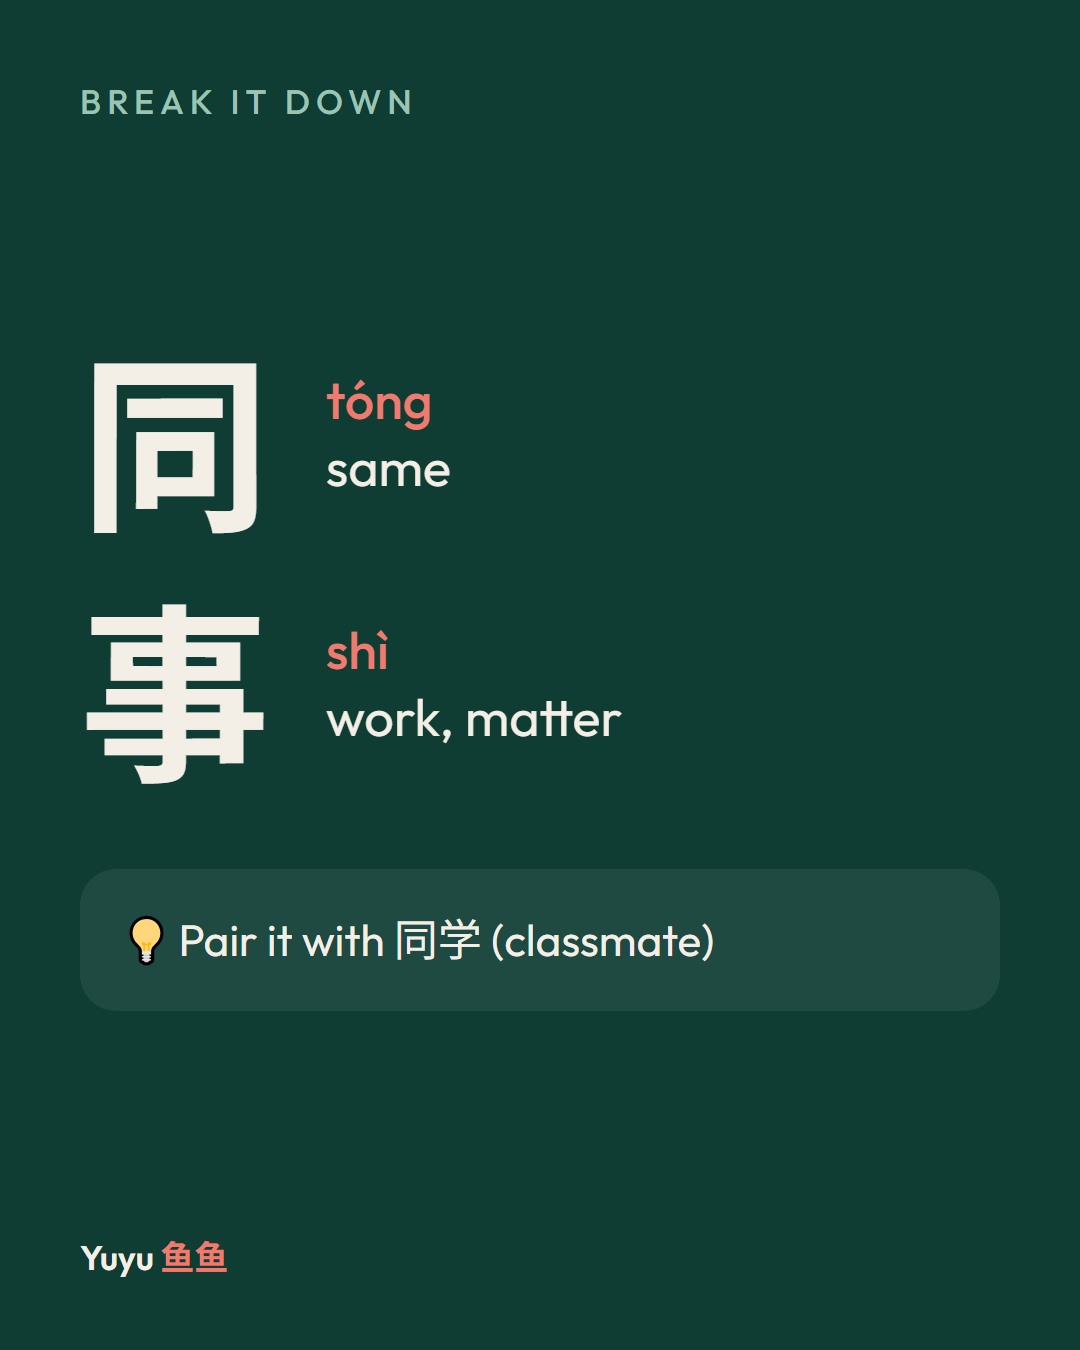 BREAK IT DOWN
同
tóng
same
事
shì
work, matter
💡 Pair it with 同学 (classmate)
Yuyu 鱼鱼